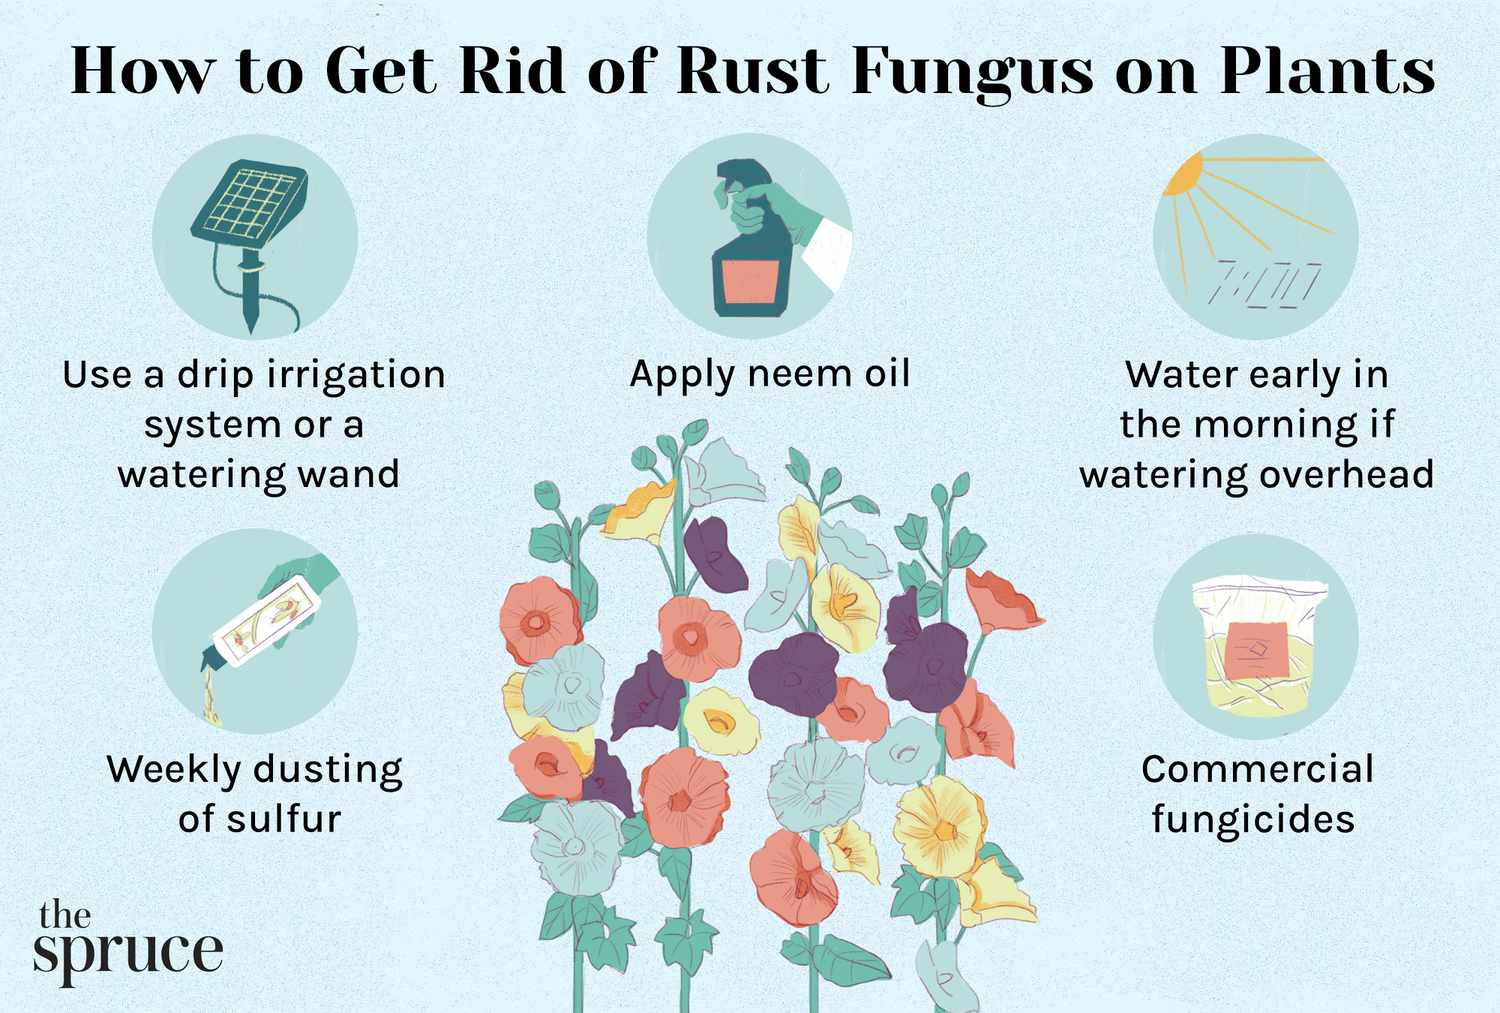 How to Get Rid of Rust Fungus on Plants
Use a drip irrigation
system or a
watering wand
Apply neem oil
Water early in
the morning if
watering overhead
Weekly dusting
of sulfur
Commercial
fungicides
the
spruce